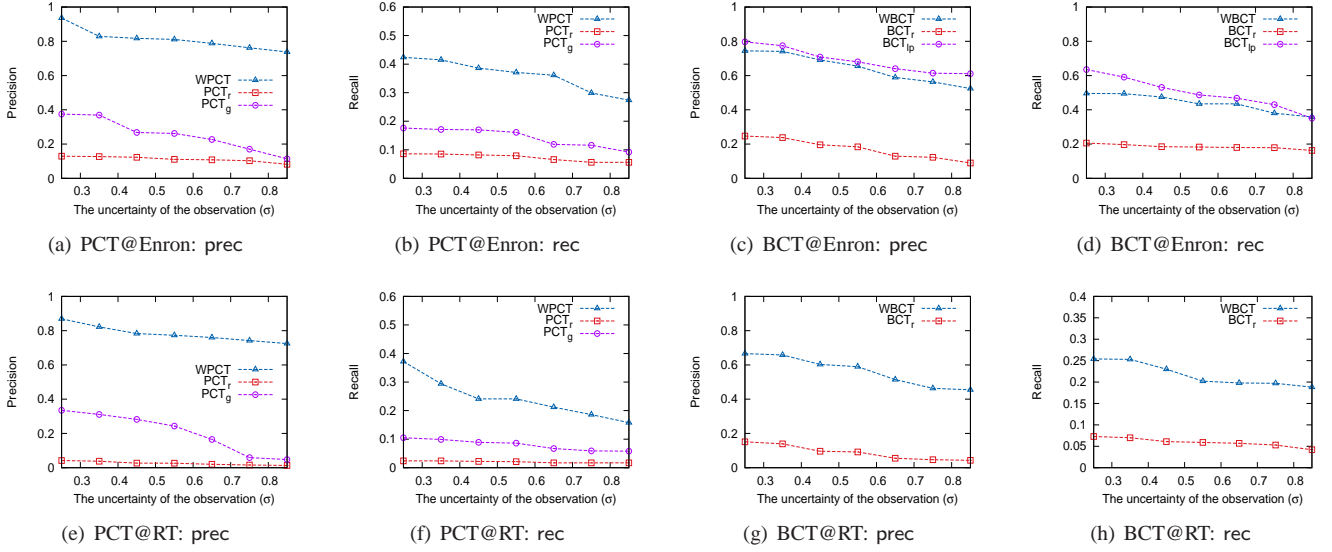 1
0.8
0.6
0.4
0.2
0
Precision
WPCT
PCTr
PCTg
0.3 0.4 0.5 0.6 0.7 0.8
The uncertainty of the observation (σ)
(a) PCT@Enron: prec
0.6
0.5
0.4
0.3
0.2
0.1
0
Recall
WPCT
PCTr
PCTg
0.3 0.4 0.5 0.6 0.7 0.8
The uncertainty of the observation (σ)
(b) PCT@Enron: rec
1
0.8
0.6
0.4
0.2
0
Precision
WBCT
BCTr
BCTlp
0.3 0.4 0.5 0.6 0.7 0.8
The uncertainty of the observation (σ)
(c) BCT@Enron: prec
1
0.8
0.6
0.4
0.2
0
Recall
WBCT
BCTr
BCTlp
0.3 0.4 0.5 0.6 0.7 0.8
The uncertainty of the observation (σ)
(d) BCT@Enron: rec
1
0.8
0.6
0.4
0.2
0
Precision
WPCT
PCTr
PCTg
0.3 0.4 0.5 0.6 0.7 0.8
The uncertainty of the observation (σ)
(e) PCT@RT: prec
0.6
0.5
0.4
0.3
0.2
0.1
0
Recall
WPCT
PCTr
PCTg
0.3 0.4 0.5 0.6 0.7 0.8
The uncertainty of the observation (σ)
(f) PCT@RT: rec
1
0.8
0.6
0.4
0.2
0
Precision
WBCT
BCTr
0.3 0.4 0.5 0.6 0.7 0.8
The uncertainty of the observation (σ)
(g) BCT@RT: prec
0.4
0.35
0.3
0.25
0.2
0.15
0.1
0.05
0
Recall
WBCT
BCTr
0.3 0.4 0.5 0.6 0.7 0.8
The uncertainty of the observation (σ)
(h) BCT@RT: rec